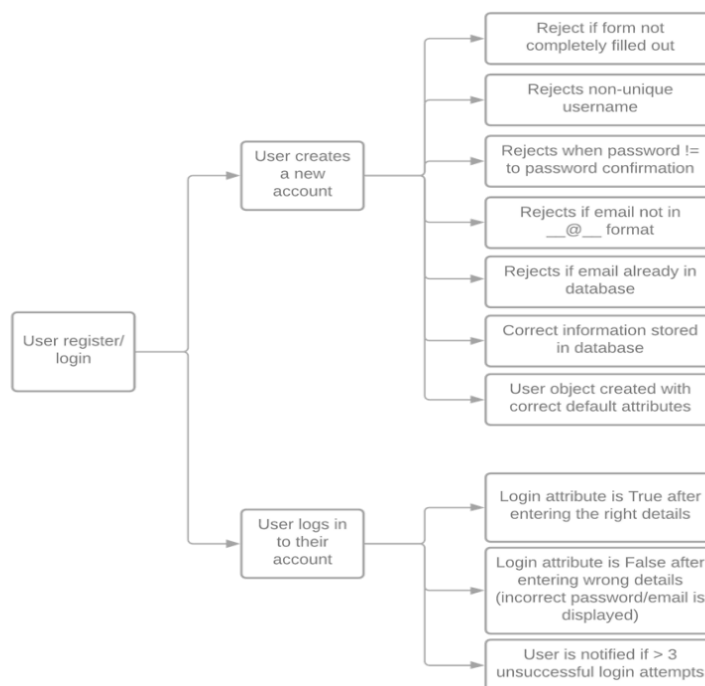 Reject if form not
completely filled out
Rejects non-unique
username
User creates
a new
account
Rejects when password !=
to password confirmation
Rejects if email not in
__@__ format
Rejects if email already in
database
User register/
login
Correct information stored
in database
User object created with
correct default attributes
Login attribute is True after
entering the right details
User logs in
to their
account
Login attribute is False after
entering wrong details
(incorrect password/email is
displayed)
User is notified if > 3
unsuccessful login attempts